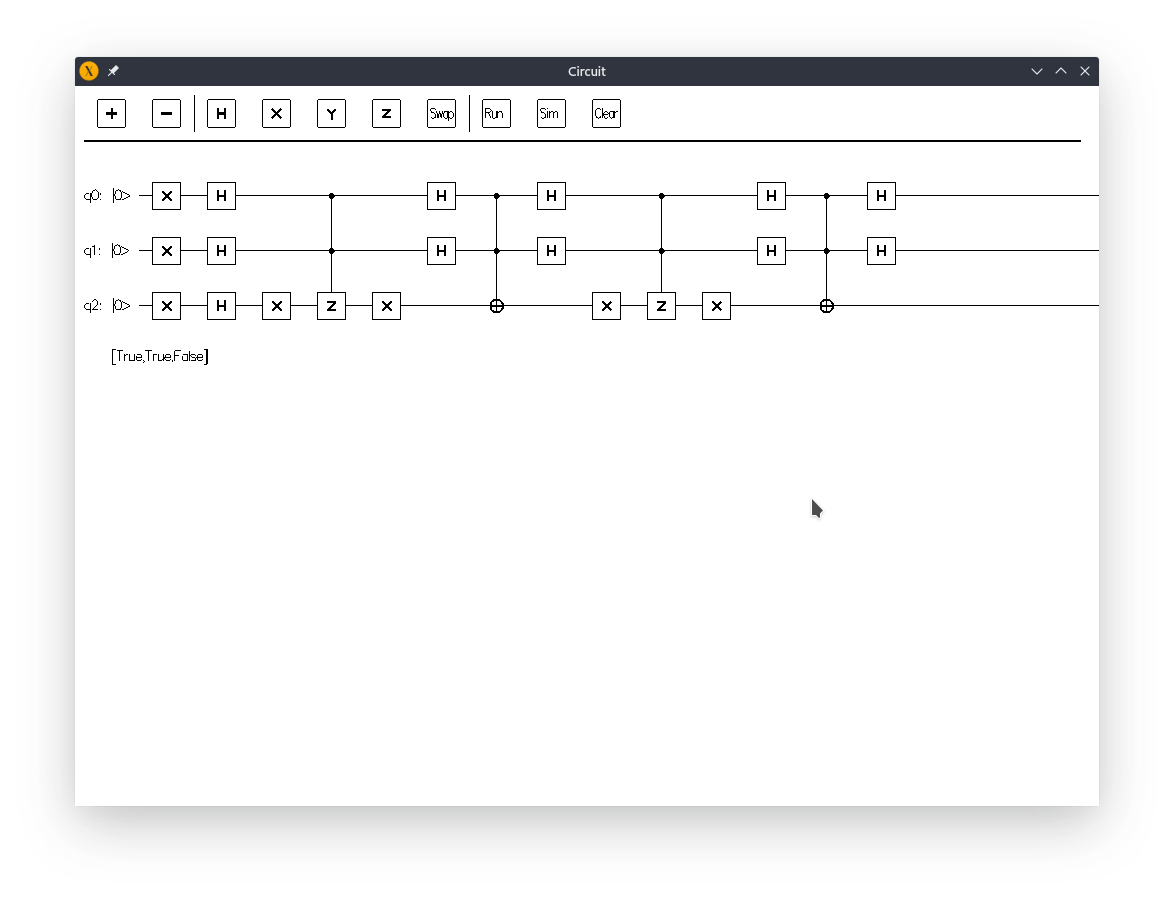 Circuit
+ - H X Y Z Swap Run Sim Clear
q0: |0> X H H H H H
q1: |0> X H H H H H
q2: |0> X H X Z X X Z X
[True,True,False]